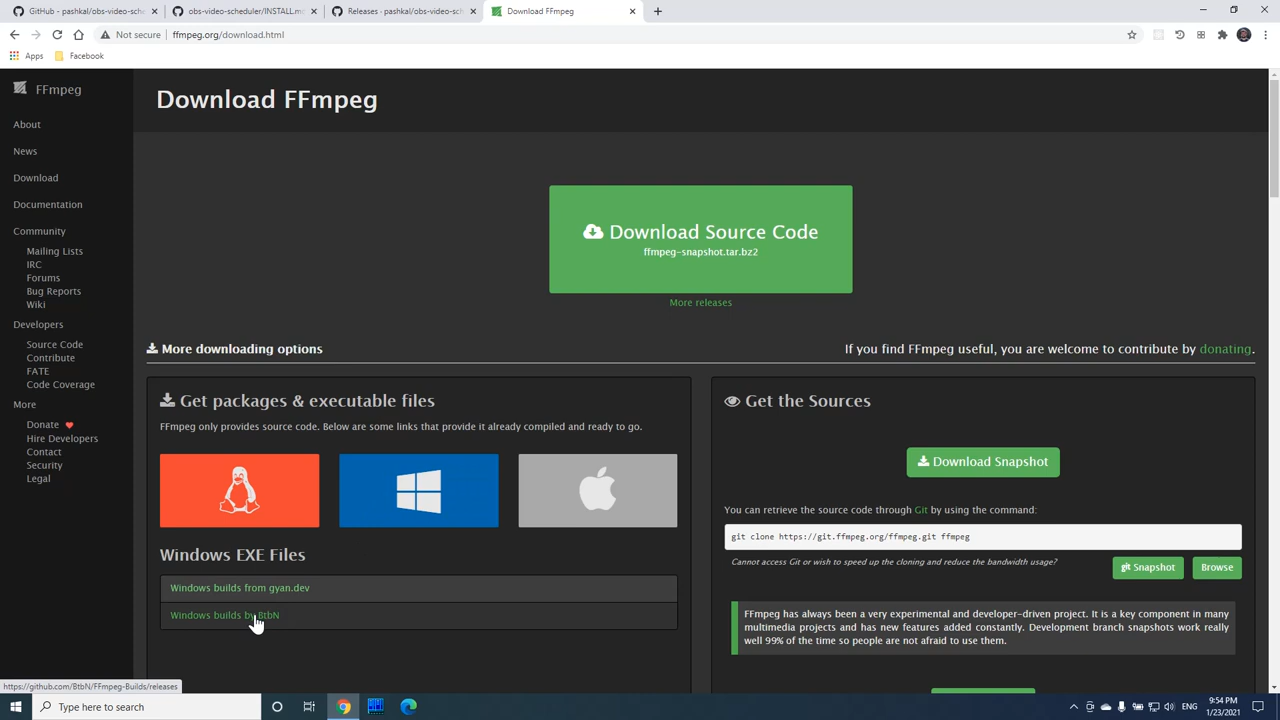 GitHub - pashkal/obs-video-sche
obs-video-scheduler/INSTALL.m
Releases · pashkal/obs-video-sch
Download FFmpeg
Not secure
ffmpeg.org/download.html
Apps
Facebook
FFmpeg
About
News
Download
Documentation
Community
Mailing Lists
IRC
Forums
Bug Reports
Wiki
Developers
Source Code
Contribute
FATE
Code Coverage
More
Donate
Hire Developers
Contact
Security
Legal
Download FFmpeg
Download Source Code
ffmpeg-snapshot.tar.bz2
More releases
More downloading options
If you find FFmpeg useful, you are welcome to contribute by donating.
Get packages & executable files
FFmpeg only provides source code. Below are some links that provide it already compiled and ready to go.
Windows EXE Files
Windows builds from gyan.dev
Windows builds by BtbN
Get the Sources
Download Snapshot
You can retrieve the source code through Git by using the command:
git clone https://git.ffmpeg.org/ffmpeg.git ffmpeg
Cannot access Git or wish to speed up the cloning and reduce the bandwidth usage?
git Snapshot
Browse
FFmpeg has always been a very experimental and developer-driven project. It is a key component in many
multimedia projects and has new features added constantly. Development branch snapshots work really
well 99% of the time so people are not afraid to use them.
https://github.com/BtbN/FFmpeg-Builds/releases
Type here to search
ENG
9:54 PM
1/23/2021